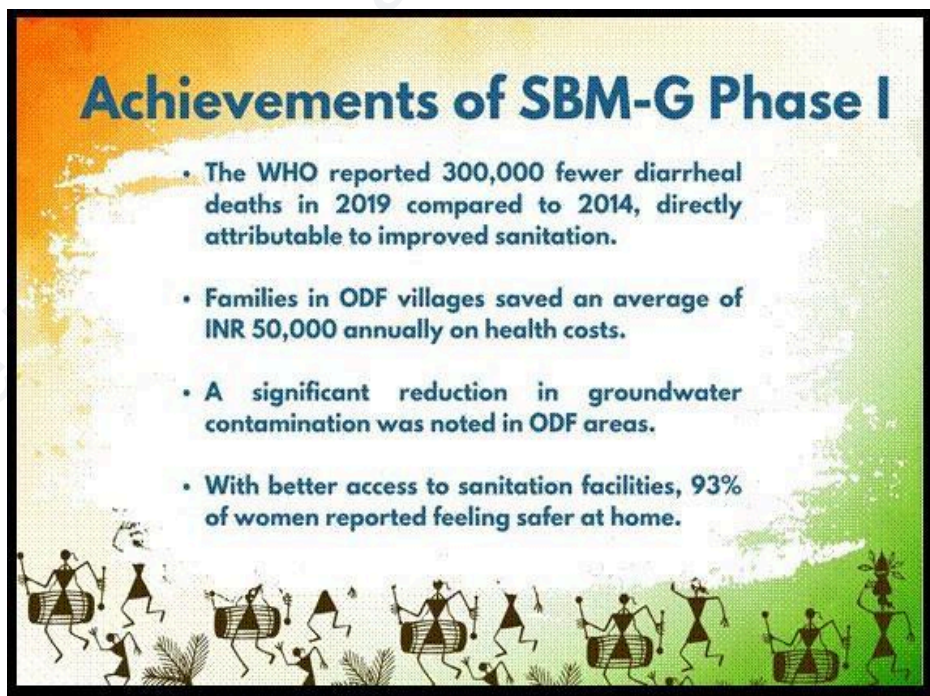 Achievements of SBM-G Phase I
• The WHO reported 300,000 fewer diarrheal
deaths in 2019 compared to 2014, directly
attributable to improved sanitation.
• Families in ODF villages saved an average of
INR 50,000 annually on health costs.
• A significant reduction in groundwater
contamination was noted in ODF areas.
• With better access to sanitation facilities, 93%
of women reported feeling safer at home.